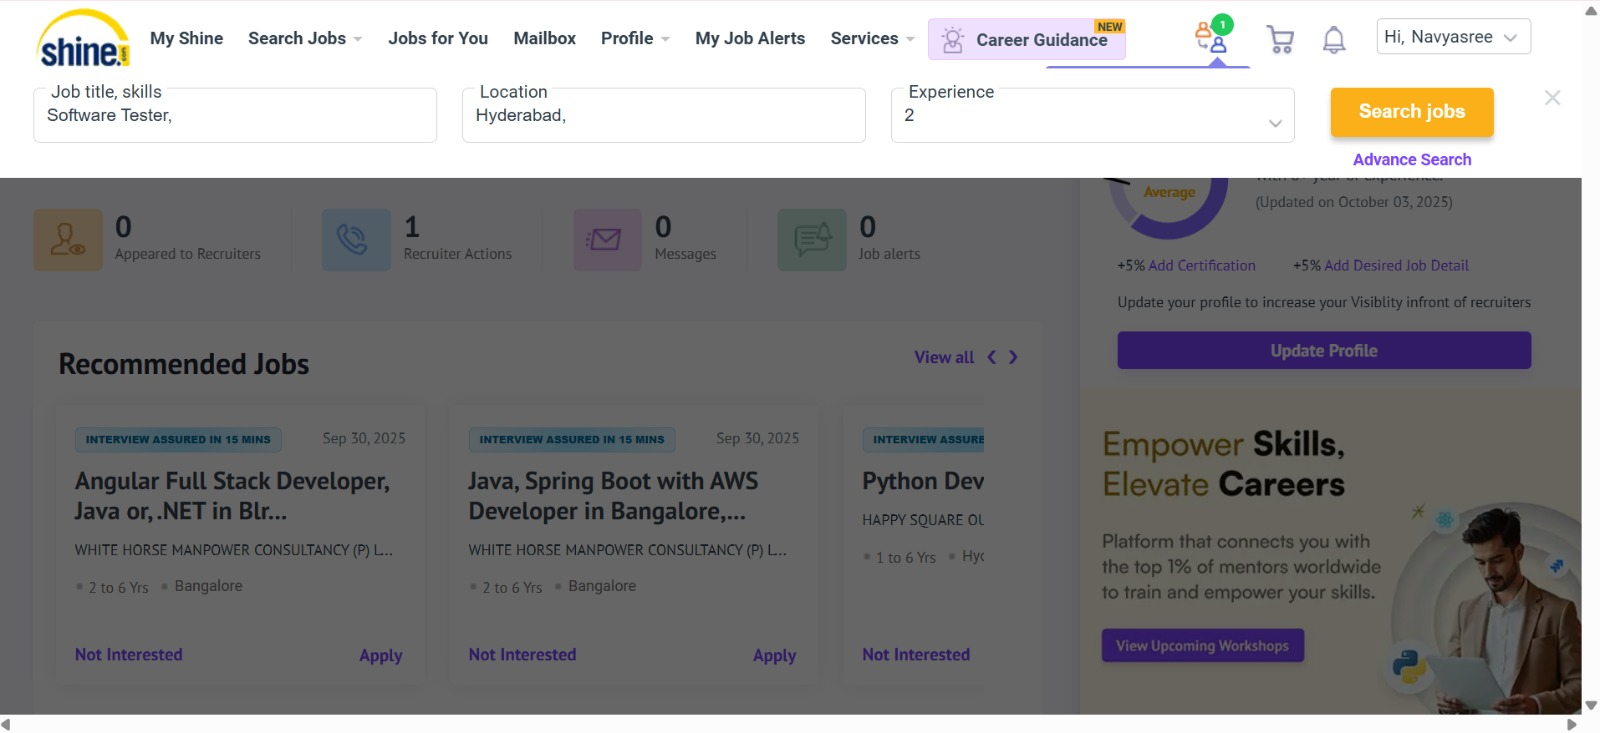 shine.com
My Shine
Search Jobs
Jobs for You
Mailbox
Profile
My Job Alerts
Services
Career Guidance
NEW
1
Hi, Navyasree
Job title, skills
Software Tester,
Location
Hyderabad,
Experience
2
Search jobs
Advance Search
0
Appeared to Recruiters
1
Recruiter Actions
0
Messages
0
Job alerts
Average
(Updated on October 03, 2025)
+5% Add Certification
+5% Add Desired Job Detail
Update your profile to increase your Visiblity infront of recruiters
Update Profile
Recommended Jobs
View all
INTERVIEW ASSURED IN 15 MINS
Sep 30, 2025
Angular Full Stack Developer,
Java or, .NET in Blr...
WHITE HORSE MANPOWER CONSULTANCY (P) L...
2 to 6 Yrs
Bangalore
Not Interested
Apply
INTERVIEW ASSURED IN 15 MINS
Sep 30, 2025
Java, Spring Boot with AWS
Developer in Bangalore,...
WHITE HORSE MANPOWER CONSULTANCY (P) L...
2 to 6 Yrs
Bangalore
Not Interested
Apply
INTERVIEW ASSURE
Python Dev
HAPPY SQUARE OU
1 to 6 Yrs
Hyd
Not Interested
Empower Skills,
Elevate Careers
Platform that connects you with
the top 1% of mentors worldwide
to train and empower your skills.
View Upcoming Workshops